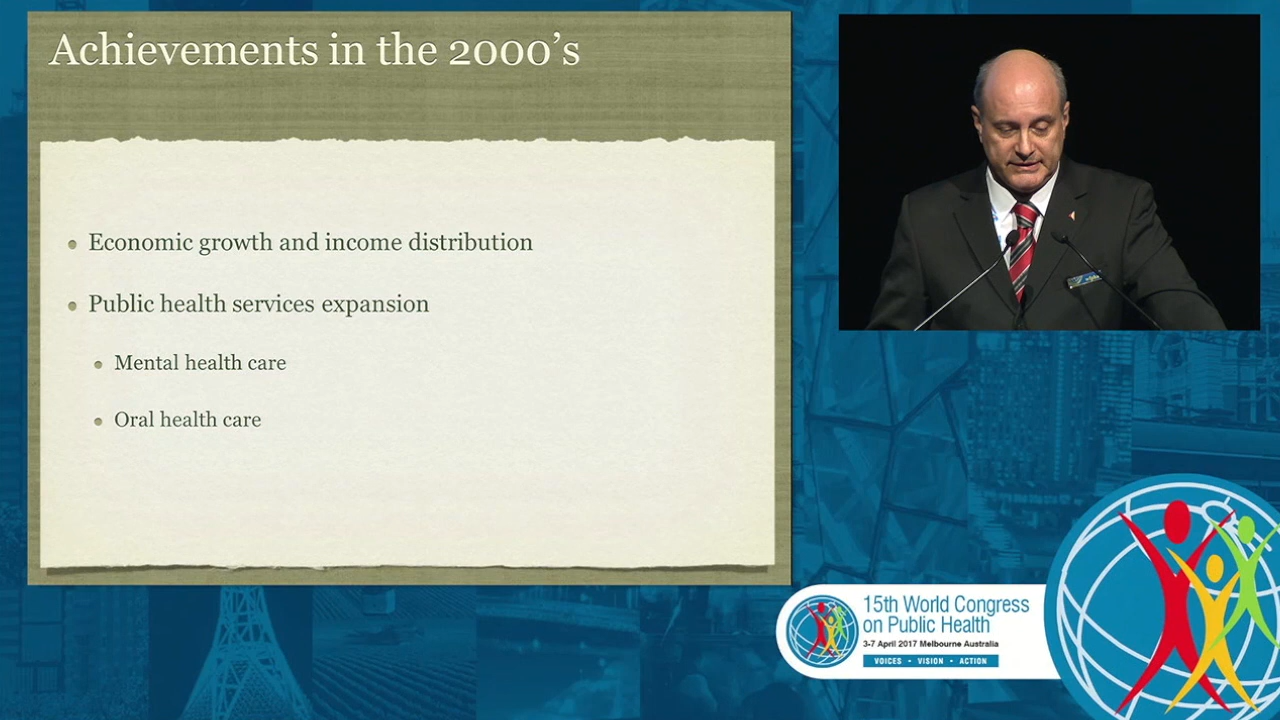 Achievements in the 2000's
Economic growth and income distribution
Public health services expansion
Mental health care
Oral health care
15th World Congress
on Public Health
3-7 April 2017 Melbourne Australia
VOICES • VISION • ACTION